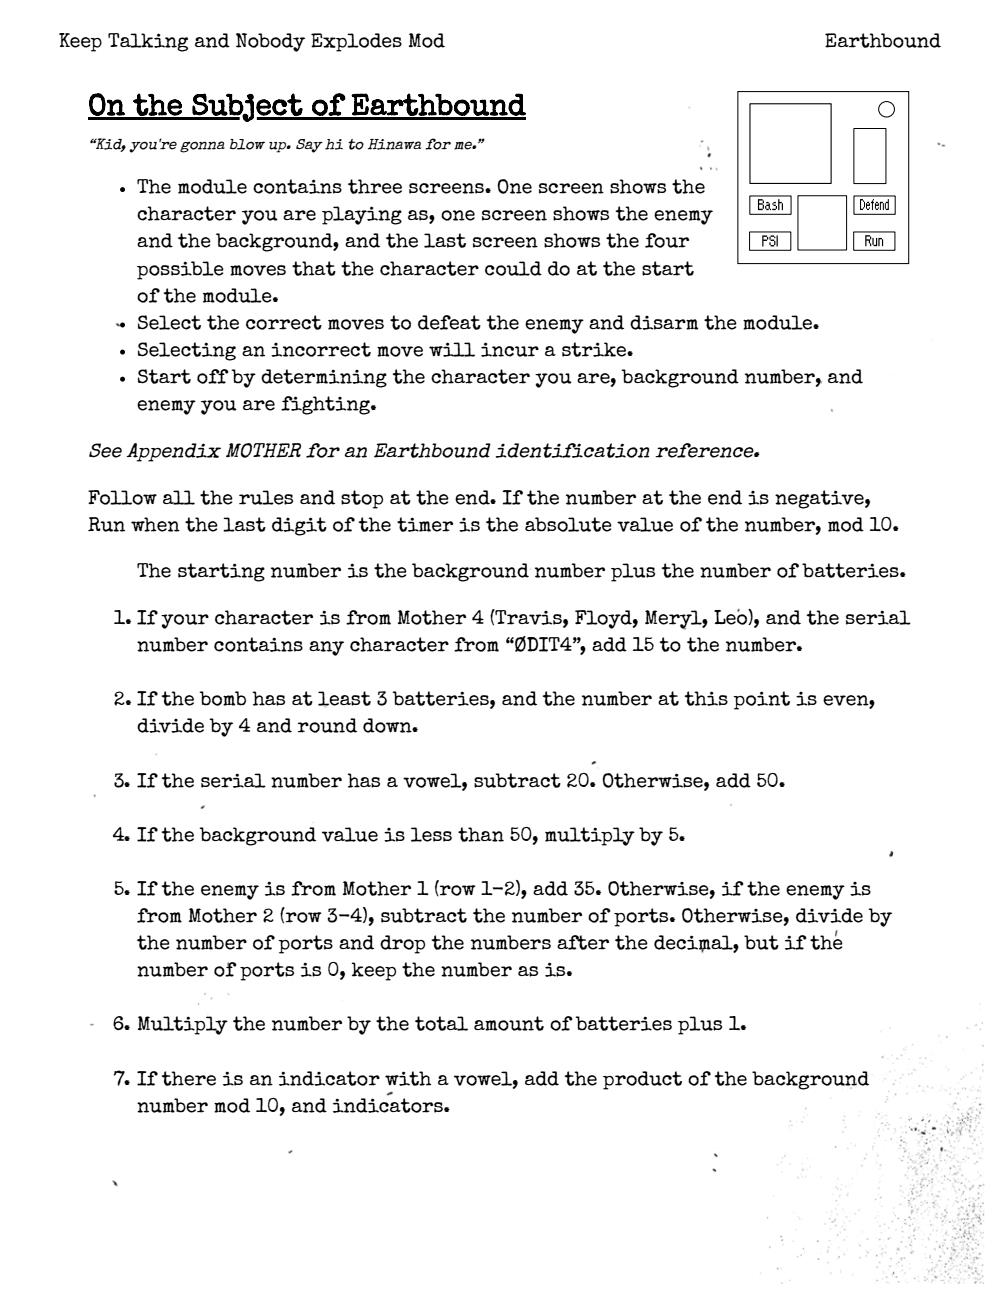 Keep Talking and Nobody Explodes Mod
Earthbound
On the Subject of Earthbound
“Kid, you're gonna blow up. Say hi to Hinawa for me.”
• The module contains three screens. One screen shows the
character you are playing as, one screen shows the enemy
and the background, and the last screen shows the four
possible moves that the character could do at the start
of the module.
• Select the correct moves to defeat the enemy and disarm the module.
• Selecting an incorrect move will incur a strike.
• Start off by determining the character you are, background number, and
enemy you are fighting.
Bash
Defend
PSI
Run
See Appendix MOTHER for an Earthbound identification reference.
Follow all the rules and stop at the end. If the number at the end is negative,
Run when the last digit of the timer is the absolute value of the number, mod 10.
The starting number is the background number plus the number of batteries.
1. If your character is from Mother 4 (Travis, Floyd, Meryl, Leo), and the serial
number contains any character from “ØDIT4”, add 15 to the number.
2. If the bomb has at least 3 batteries, and the number at this point is even,
divide by 4 and round down.
3. If the serial number has a vowel, subtract 20. Otherwise, add 50.
4. If the background value is less than 50, multiply by 5.
5. If the enemy is from Mother 1 (row 1-2), add 35. Otherwise, if the enemy is
from Mother 2 (row 3-4), subtract the number of ports. Otherwise, divide by
the number of ports and drop the numbers after the decimal, but if the
number of ports is 0, keep the number as is.
6. Multiply the number by the total amount of batteries plus 1.
7. If there is an indicator with a vowel, add the product of the background
number mod 10, and indicators.